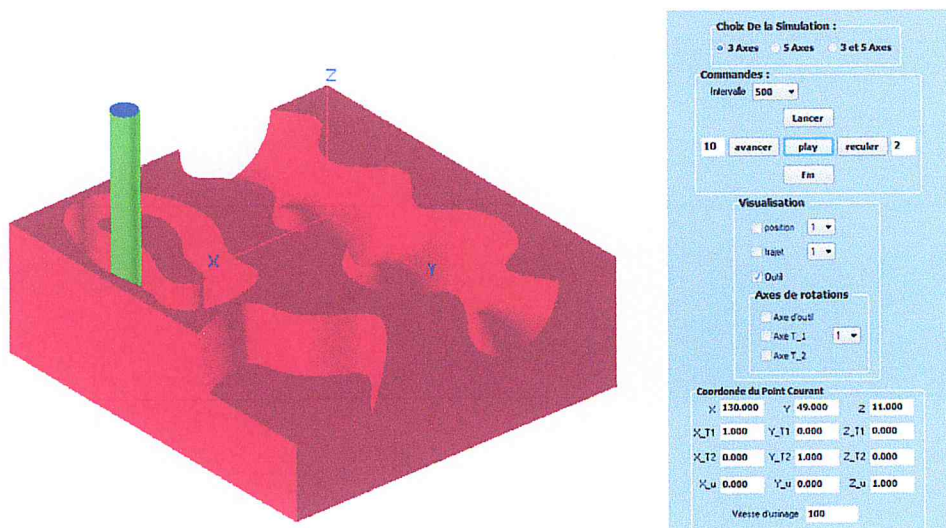 Z
X
Y
Choix De la Simulation :
3 Axes 5 Axes 3 et 5 Axes
Commandes :
Intervalle 500
Lancer
10 avancer play reculer 2
Fin
Visualisation
position 1
trajet 1
Outil
Axes de rotations
Axe d'outil
Axe T_1 1
Axe T_2
Coordonée du Point Courant
X 130.000 Y 49.000 Z 11.000
X_T1 1.000 Y_T1 0.000 Z_T1 0.000
X_T2 0.000 Y_T2 1.000 Z_T2 0.000
X_u 0.000 Y_u 0.000 Z_u 1.000
Vitesse d'usinage 100